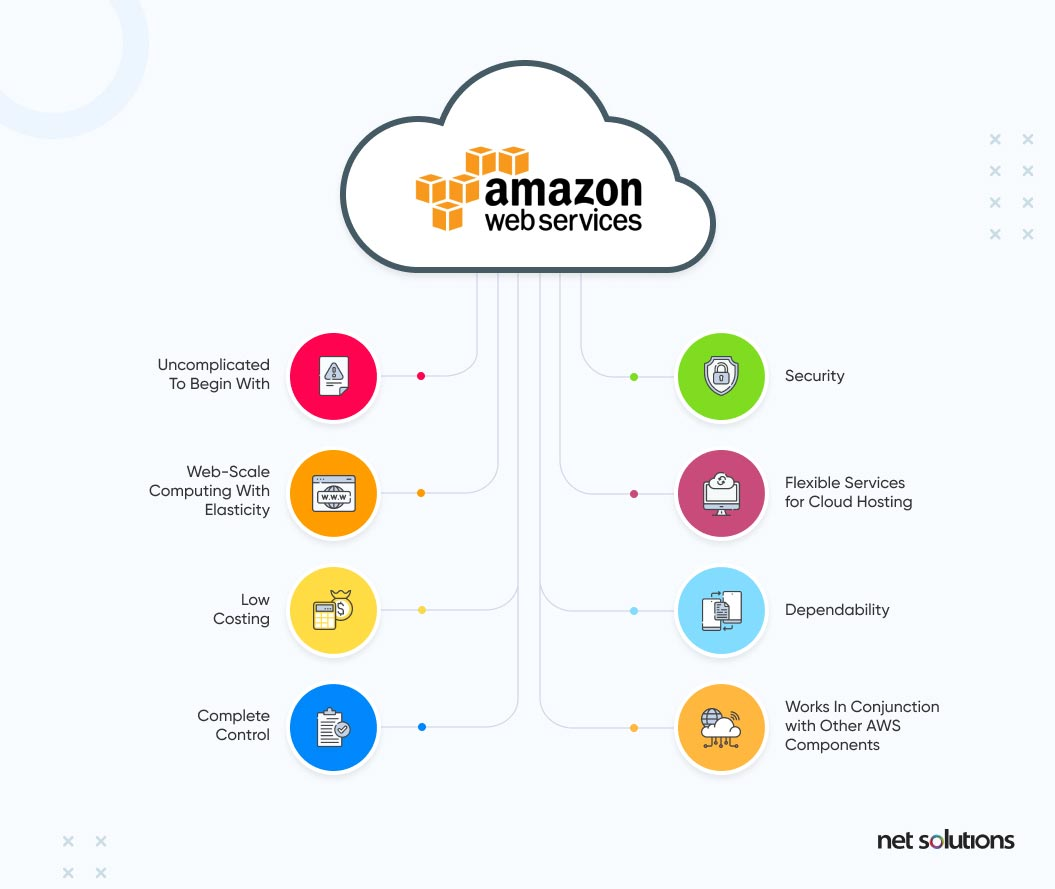 amazon
web services
Uncomplicated
To Begin With
Web-Scale
Computing With
Elasticity
WWW
Low
Costing
$
Complete
Control
Security
Flexible Services
for Cloud Hosting
Dependability
Works In Conjunction
with Other AWS
Components
net solutions